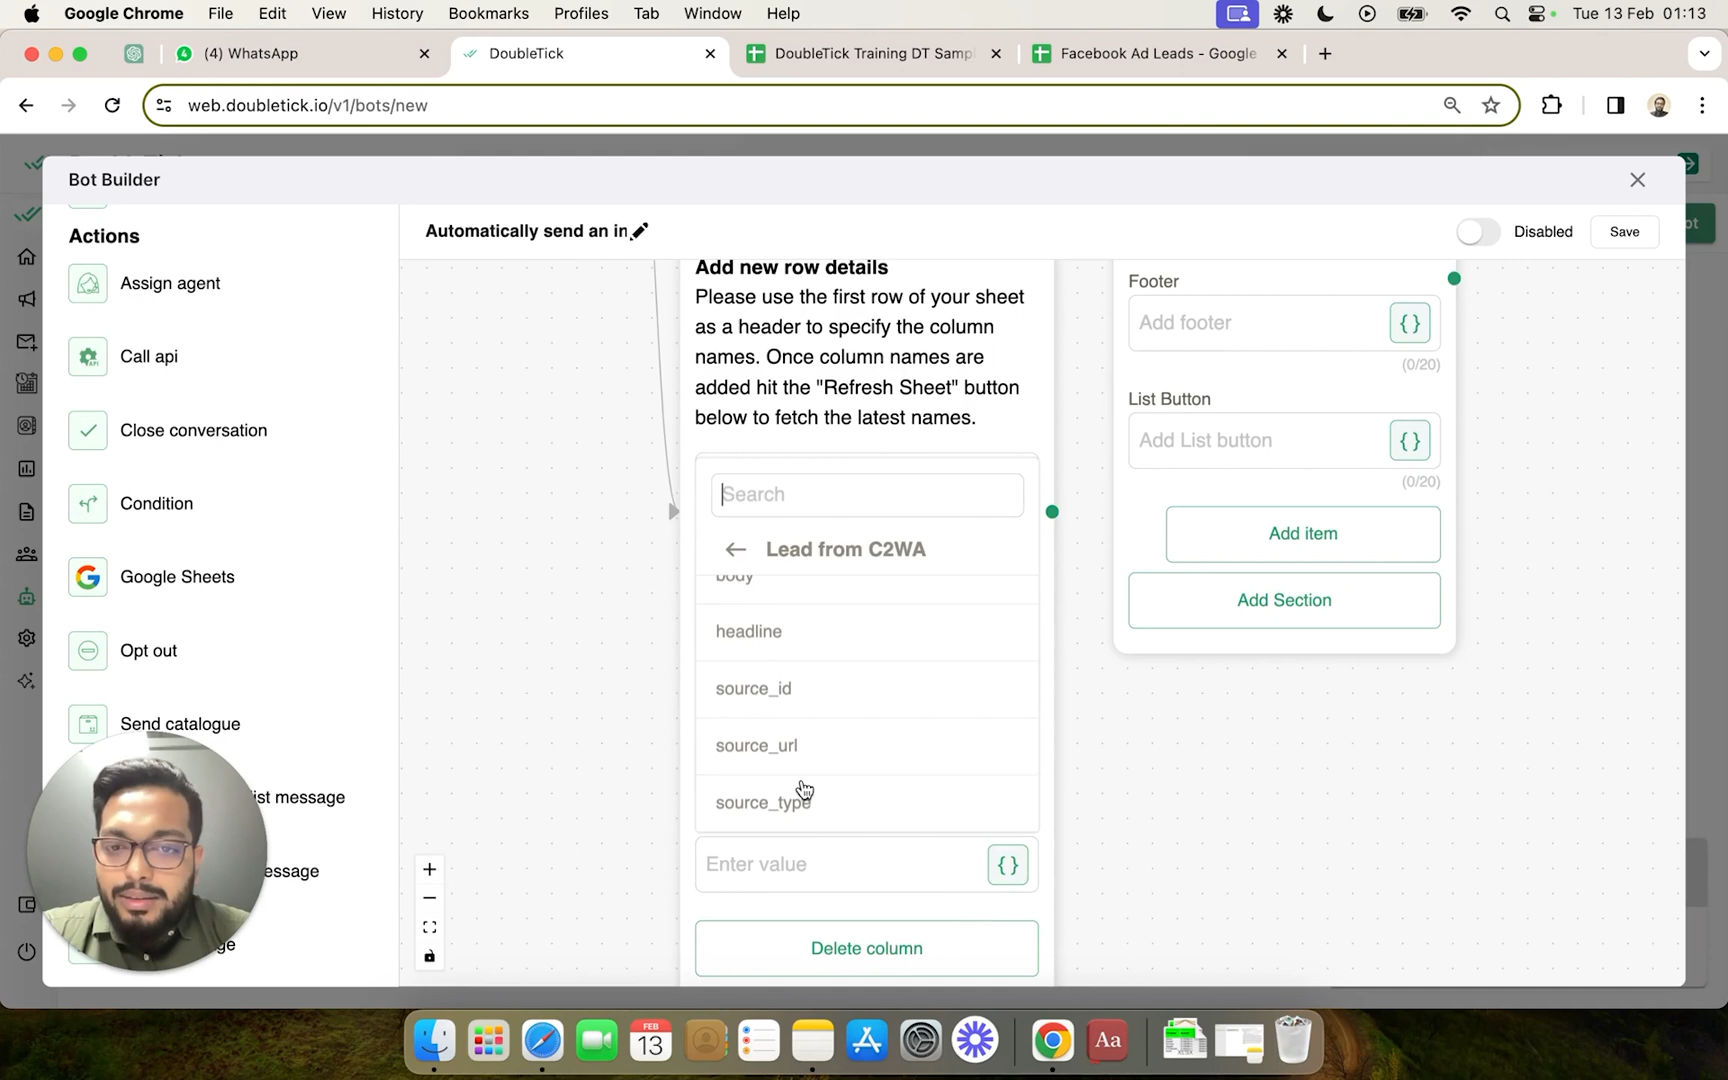 Google Chrome File Edit View History Bookmarks Profiles Tab Window Help Tue 13 Feb 01:13
(4) WhatsApp DoubleTick DoubleTick Training DT Samp Facebook Ad Leads - Google
web.doubletick.io/v1/bots/new
Bot Builder
Actions
Assign agent
Call api
Close conversation
Condition
Google Sheets
Opt out
Send catalogue
ist message
essage
ge
Automatically send an in
Disabled
Save
Add new row details
Please use the first row of your sheet
as a header to specify the column
names. Once column names are
added hit the "Refresh Sheet" button
below to fetch the latest names.
Search
Lead from C2WA
body
headline
source_id
source_url
source_type
Enter value
{ }
Delete column
Footer
Add footer
{ }
(0/20)
List Button
Add List button
{ }
(0/20)
Add item
Add Section
ot
FEB
13
Aa